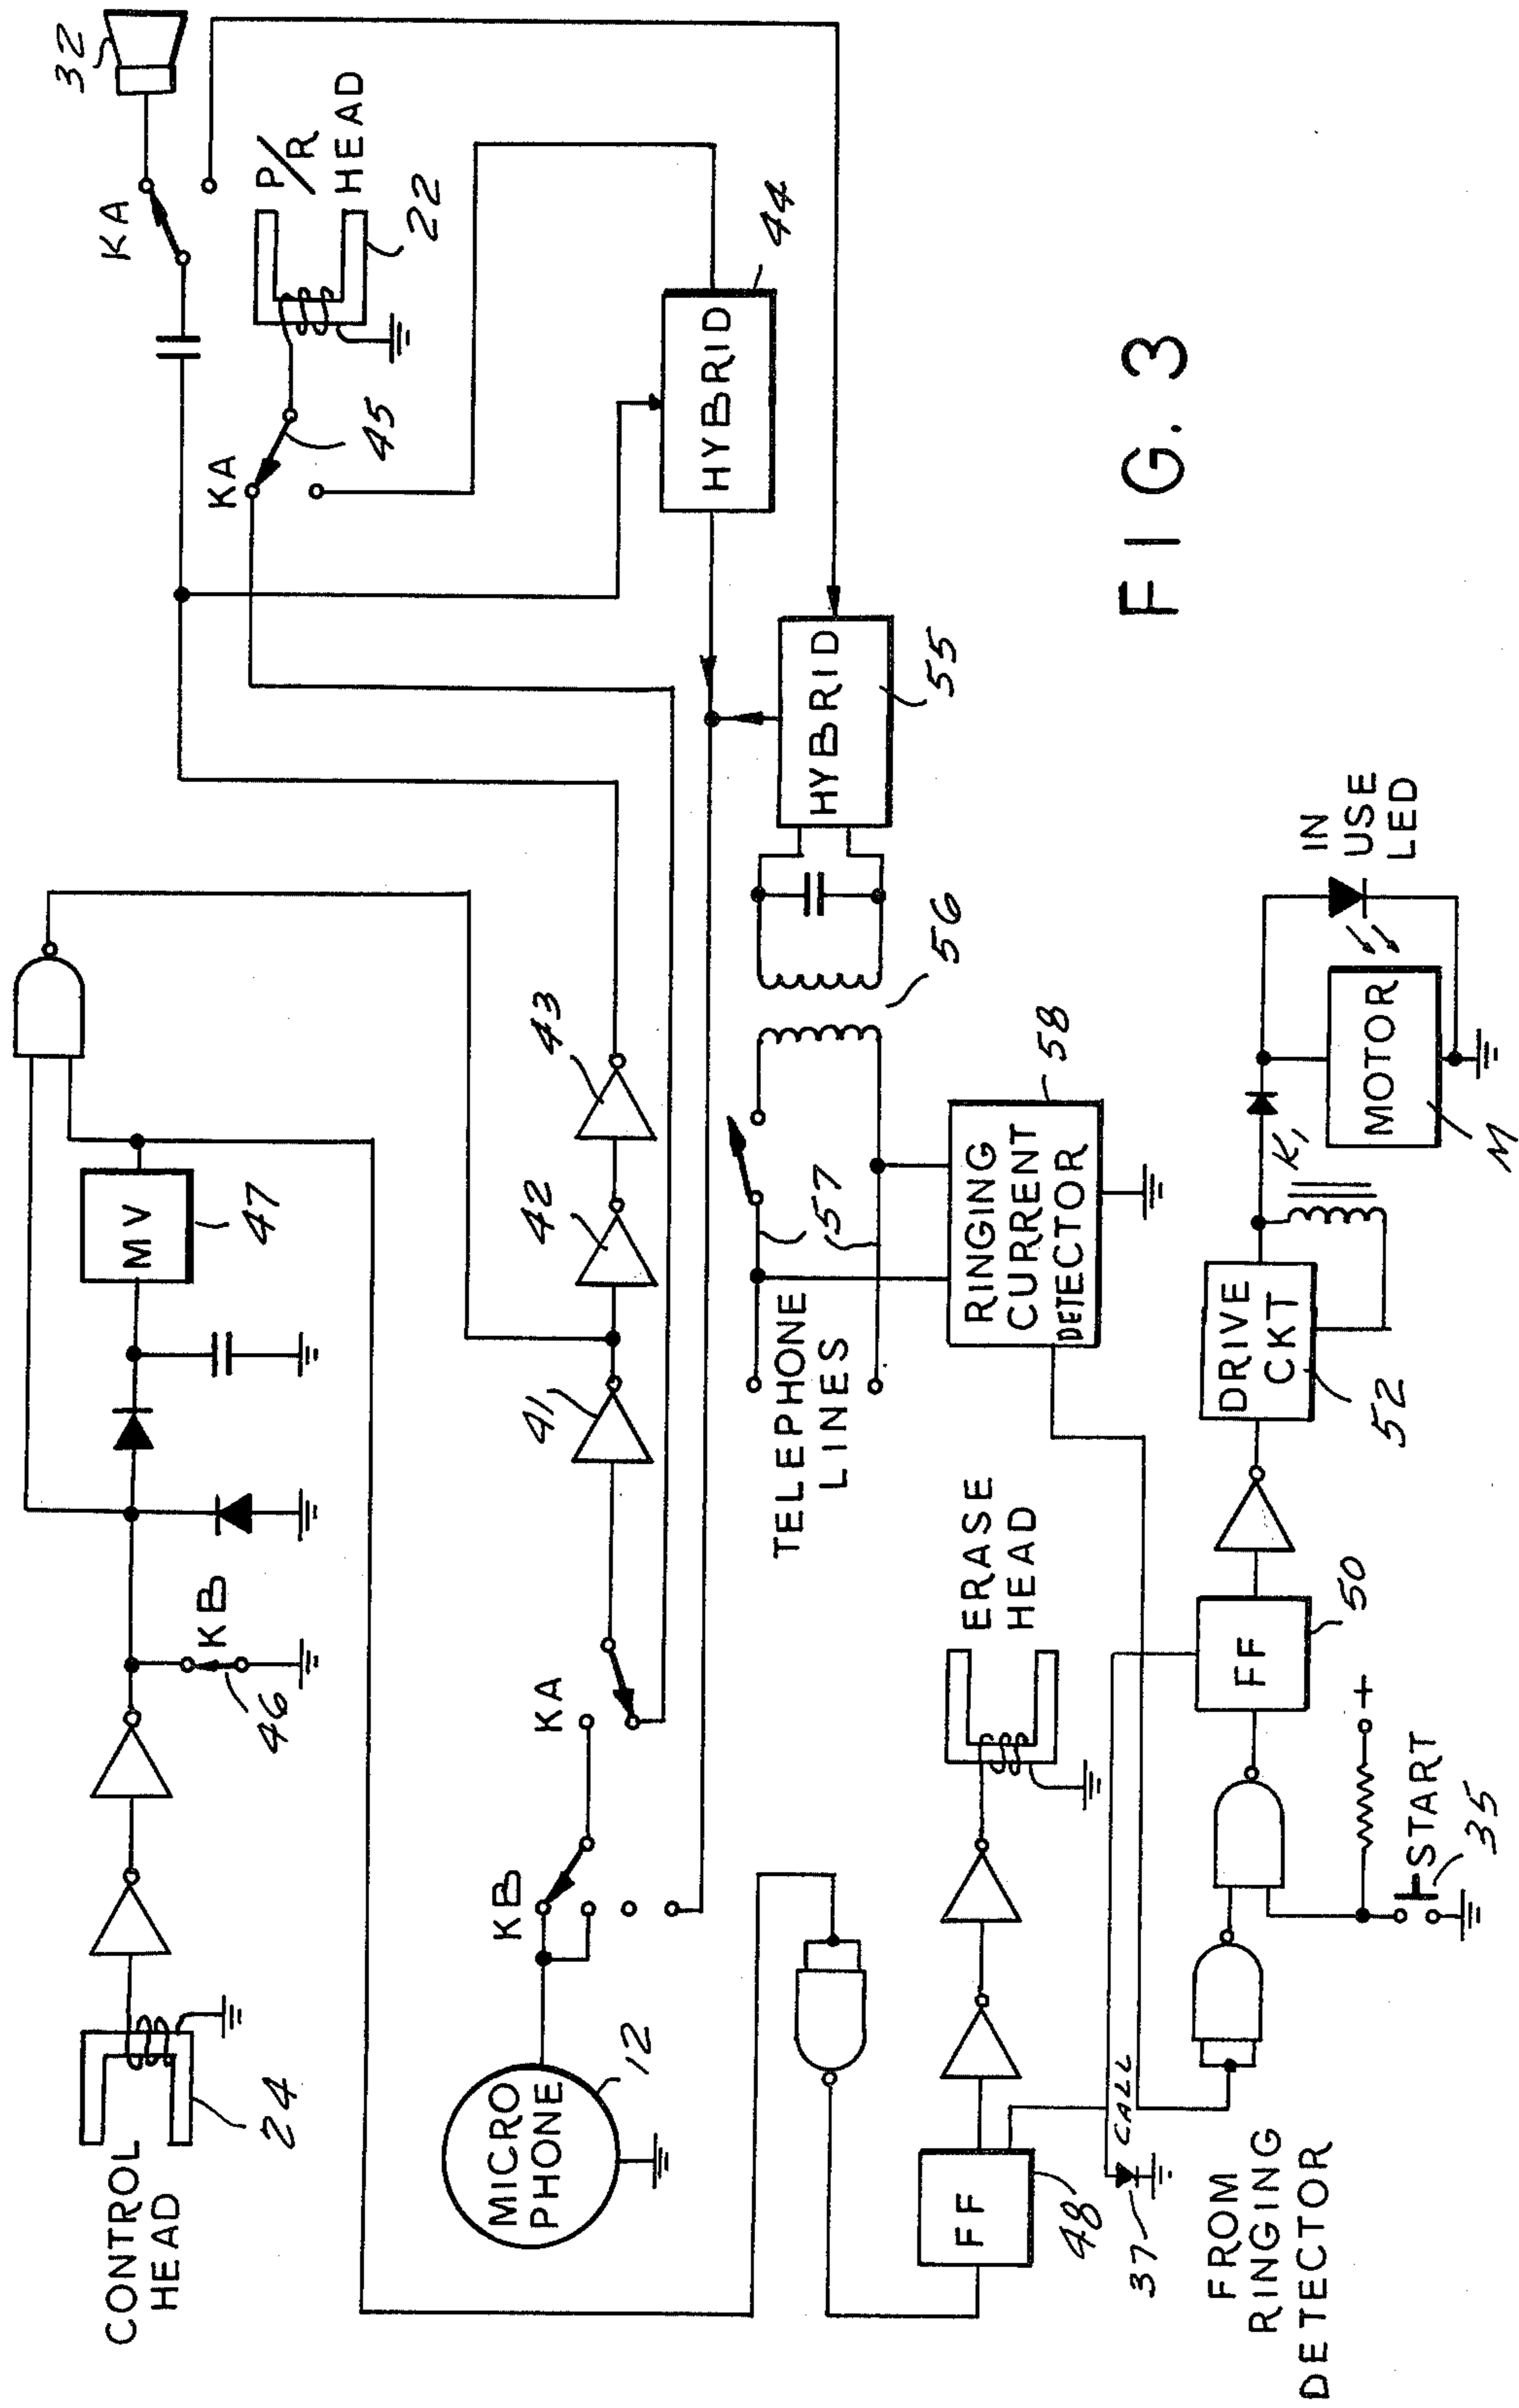 CONTROL
HEAD
24
46
KB
MV
47
KA
32
MICRO
PHONE
12
KB
KA
41
42
43
KA
45
P/R
HEAD
22
HYBRID
44
TELEPHONE
LINES
57
56
HYBRID
55
FF
48
ERASE
HEAD
RINGING
CURRENT
DETECTOR
58
37
CALL
FROM
RINGING
DETECTOR
START
35
+
FF
50
DRIVE
CKT
52
K1
MOTOR
M
IN
USE
LED
FIG. 3